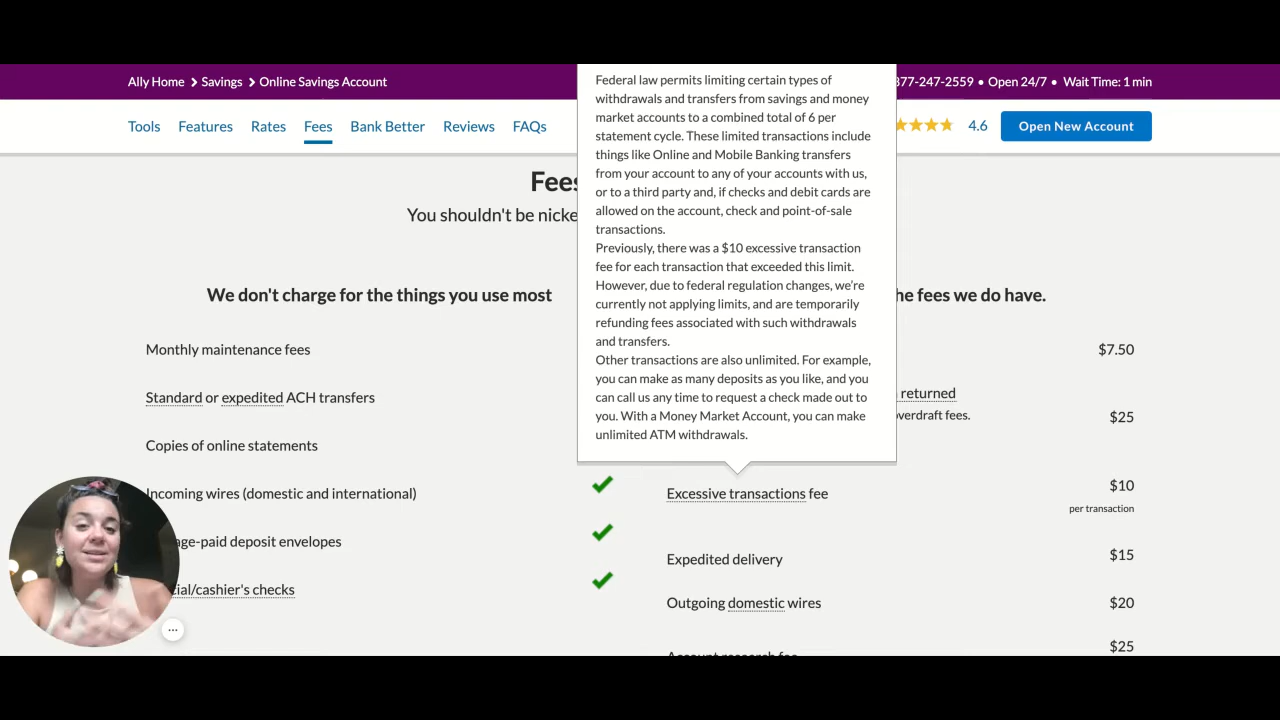 Ally Home > Savings > Online Savings Account
877-247-2559 • Open 24/7 • Wait Time: 1 min
Tools Features Rates Fees Bank Better Reviews FAQs
4.6 Open New Account
Fees
You shouldn't be nicke
Federal law permits limiting certain types of
withdrawals and transfers from savings and money
market accounts to a combined total of 6 per
statement cycle. These limited transactions include
things like Online and Mobile Banking transfers
from your account to any of your accounts with us,
or to a third party and, if checks and debit cards are
allowed on the account, check and point-of-sale
transactions.
Previously, there was a $10 excessive transaction
fee for each transaction that exceeded this limit.
However, due to federal regulation changes, we're
currently not applying limits, and are temporarily
refunding fees associated with such withdrawals
and transfers.
Other transactions are also unlimited. For example,
you can make as many deposits as you like, and you
can call us any time to request a check made out to
you. With a Money Market Account, you can make
unlimited ATM withdrawals.
We don't charge for the things you use most
Monthly maintenance fees
Standard or expedited ACH transfers
Copies of online statements
Incoming wires (domestic and international)
age-paid deposit envelopes
cial/cashier's checks
he fees we do have.
$7.50
returned
verdraft fees.
$25
Excessive transactions fee
$10
per transaction
Expedited delivery
$15
Outgoing domestic wires
$20
Account research fee
$25